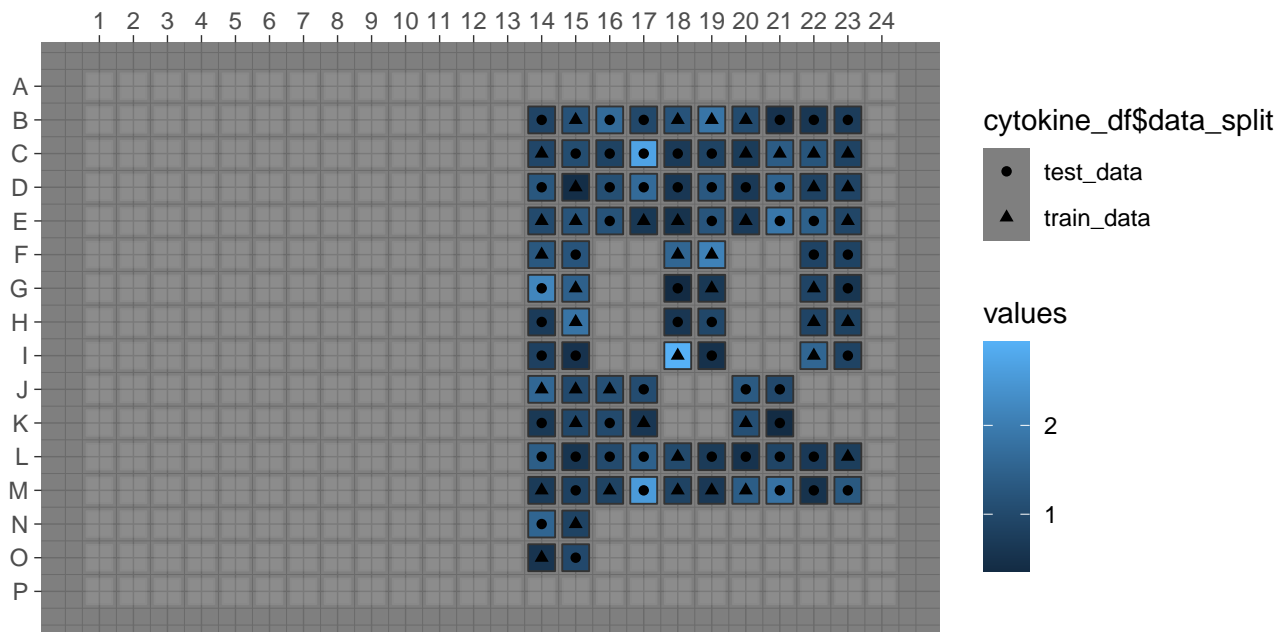 1 2 3 4 5 6 7 8 9 10 11 12 13 14 15 16 17 18 19 20 21 22 23 24
A
B
C
D
E
F
G
H
I
J
K
L
M
N
O
P
cytokine_df$data_split
test_data
train_data
values
2
1